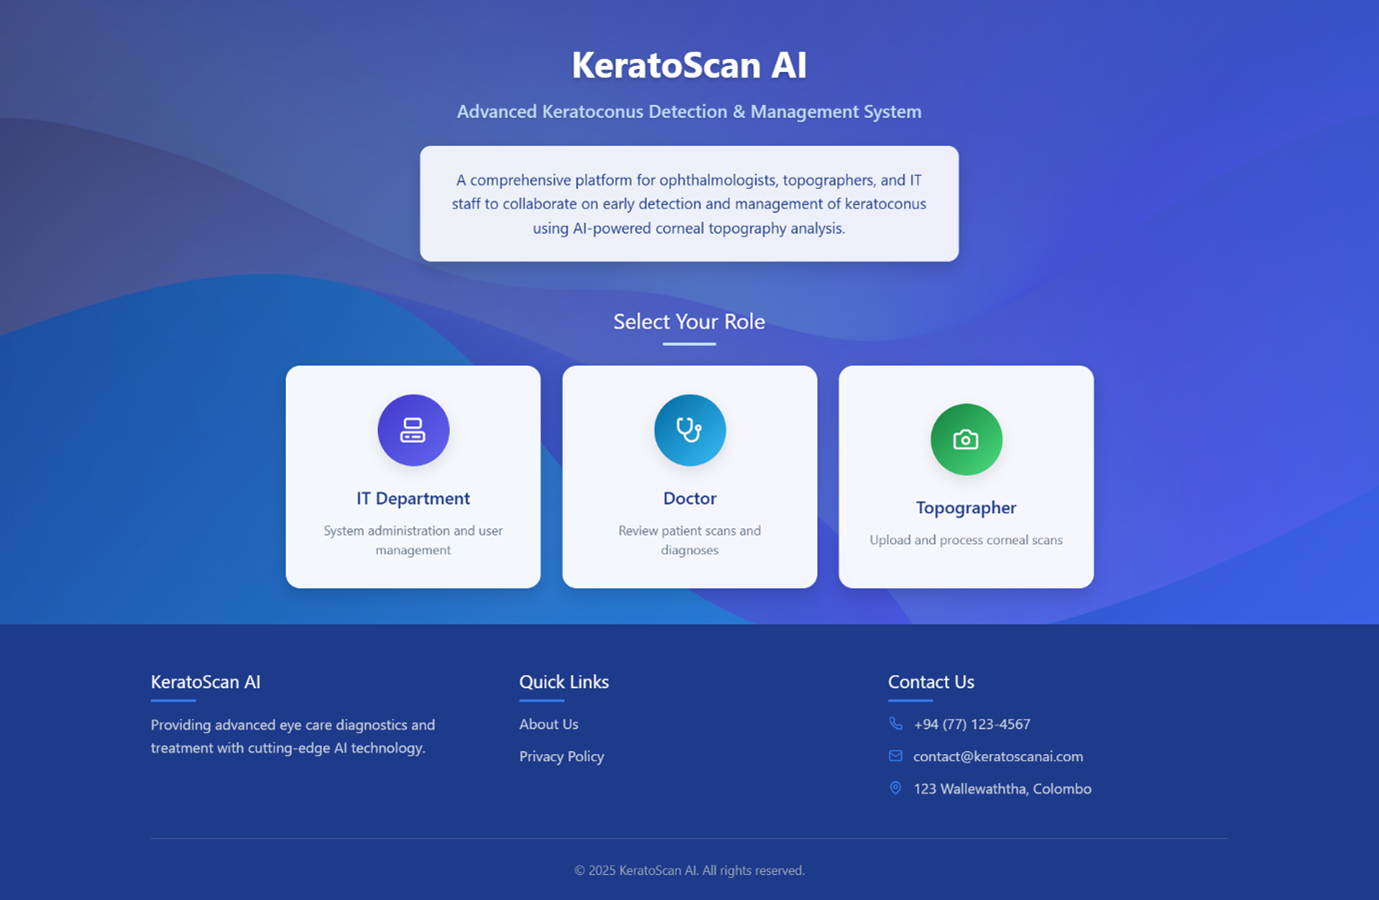 KeratoScan AI
Advanced Keratoconus Detection & Management System
A comprehensive platform for ophthalmologists, topographers, and IT
staff to collaborate on early detection and management of keratoconus
using AI-powered corneal topography analysis.
Select Your Role
IT Department
System administration and user
management
Doctor
Review patient scans and
diagnoses
Topographer
Upload and process corneal scans
KeratoScan AI
Providing advanced eye care diagnostics and
treatment with cutting-edge AI technology.
Quick Links
About Us
Privacy Policy
Contact Us
+94 (77) 123-4567
contact@keratoscanai.com
123 Wallewaththa, Colombo
© 2025 KeratoScan AI. All rights reserved.